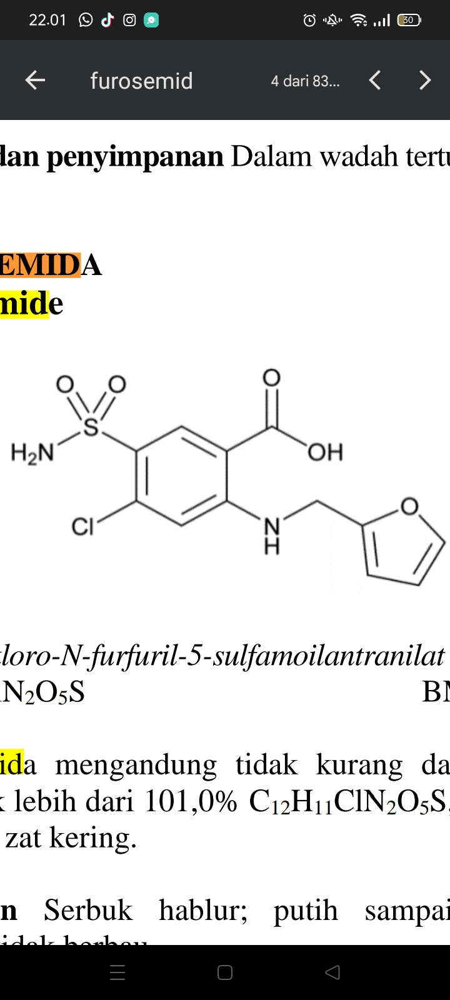 22.01
30
furosemid
4 dari 83...
dan penyimpanan Dalam wadah tertu
EMIDA
mide
O O O
S
H₂N OH
Cl N O
H
loro-N-furfuril-5-sulfamoilantranilat
N₂O₅S BM
ida mengandung tidak kurang da
lebih dari 101,0% C₁₂H₁₁ClN₂O₅S,
zat kering.
n Serbuk hablur; putih sampai
tidak berbau